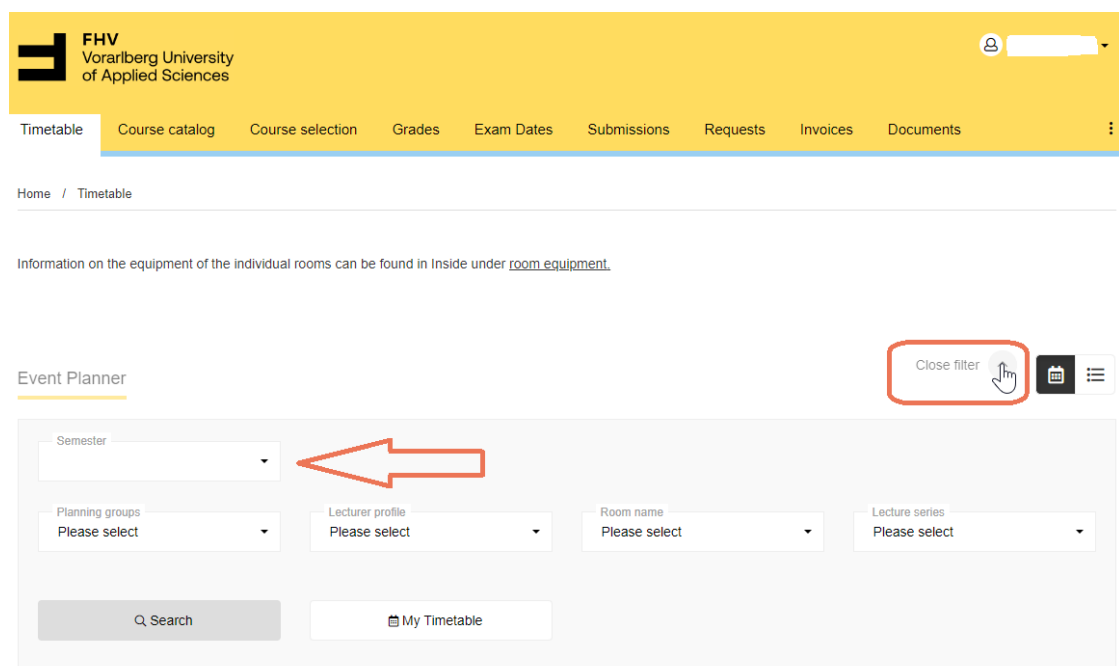 FHV
Vorarlberg University
of Applied Sciences
Timetable Course catalog Course selection Grades Exam Dates Submissions Requests Invoices Documents
Home / Timetable
Information on the equipment of the individual rooms can be found in Inside under room equipment.
Close filter
Event Planner
Semester
Planning groups Lecturer profile Room name Lecture series
Please select Please select Please select Please select
Search My Timetable